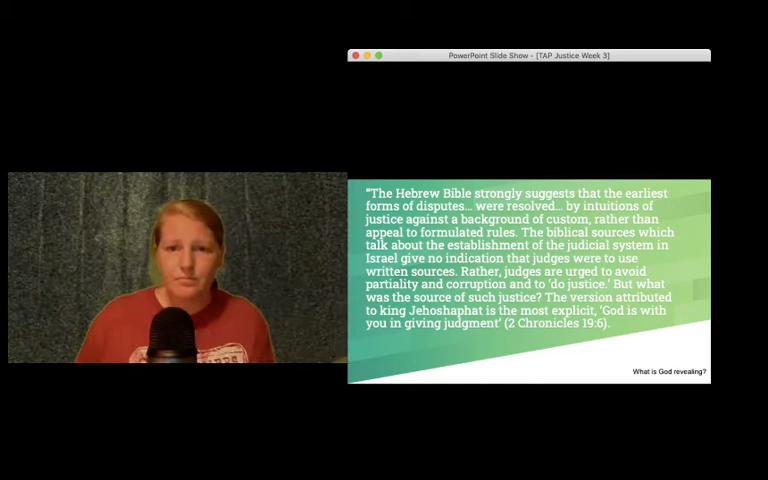 PowerPoint Slide Show - [TAP Justice Week 3]
"The Hebrew Bible strongly suggests that the earliest
forms of disputes... were resolved... by intuitions of
justice against a background of custom, rather than
appeal to formulated rules. The biblical sources which
talk about the establishment of the judicial system in
Israel give no indication that judges were to use
written sources. Rather, judges are urged to avoid
partiality and corruption and to 'do justice.' But what
was the source of such justice? The version attributed
to king Jehoshaphat is the most explicit, 'God is with
you in giving judgment' (2 Chronicles 19:6).
What is God revealing?